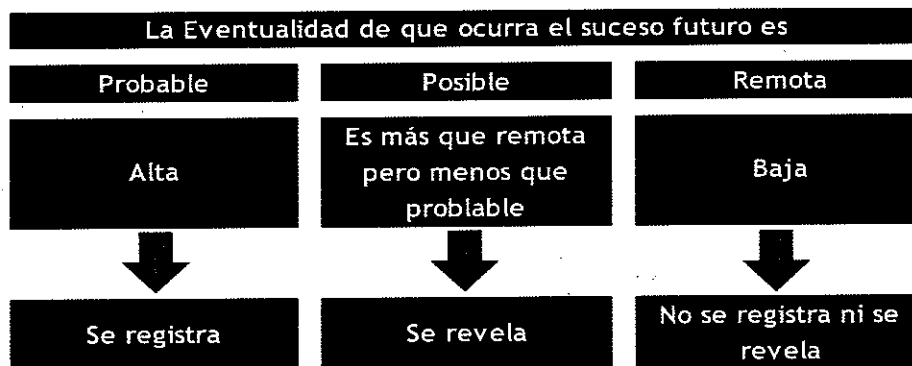 La Eventualidad de que ocurra el suceso futuro es
Probable
Posible
Remota
Alta
Es más que remota
pero menos que
problable
Baja
Se registra
Se revela
No se registra ni se
revela